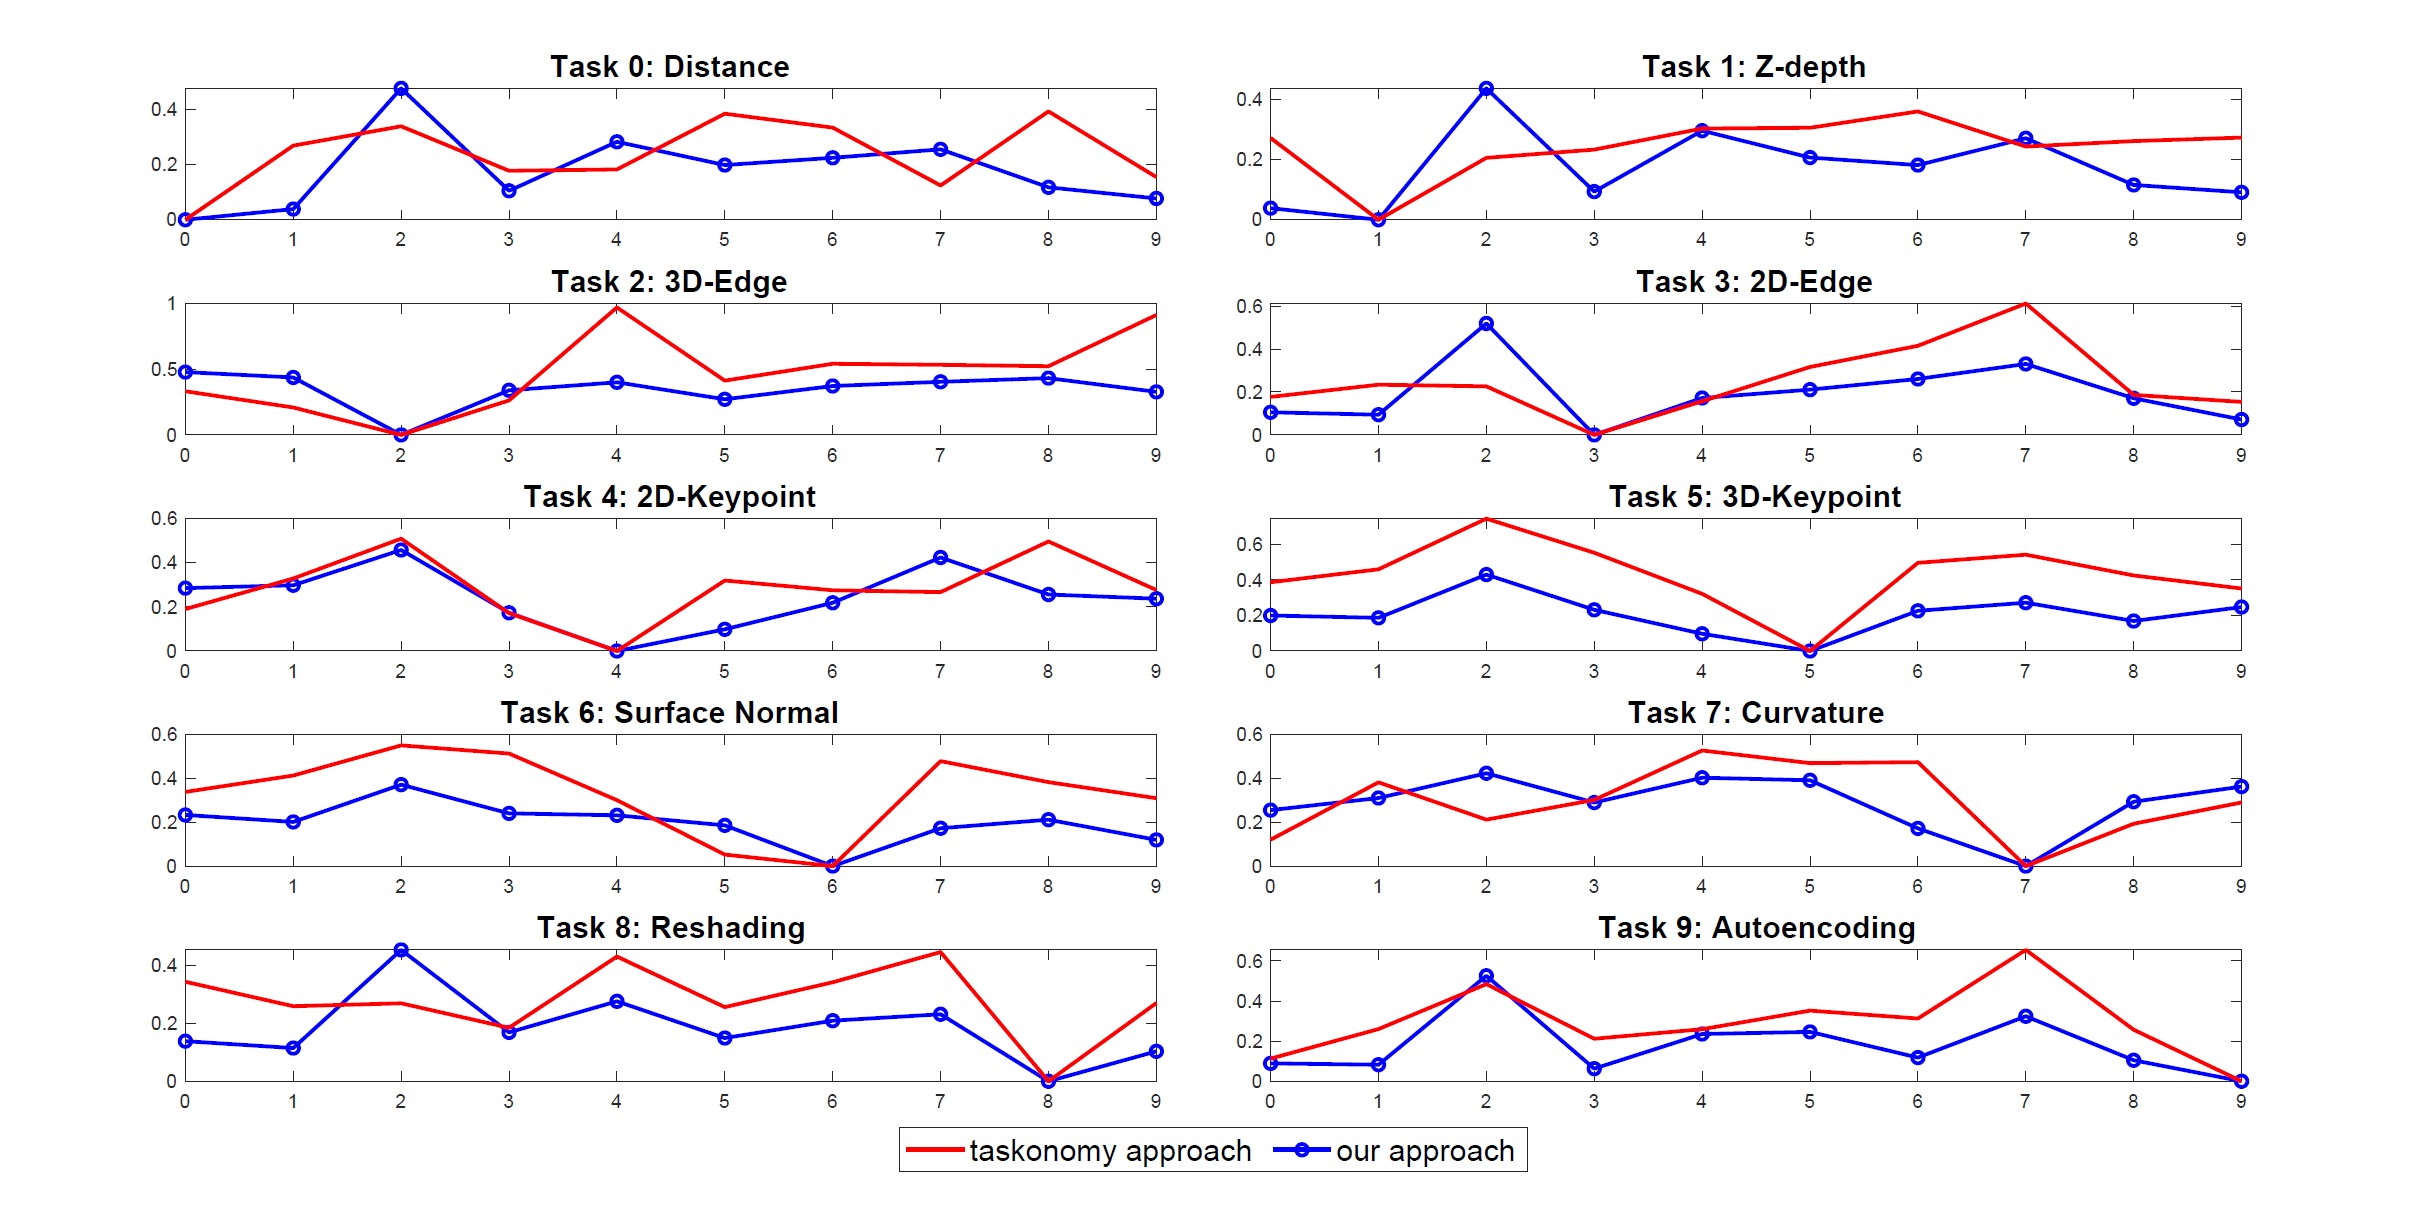 Task 0: Distance
0.4
0.2
0
0 1 2 3 4 5 6 7 8 9
Task 1: Z-depth
0.4
0.2
0
0 1 2 3 4 5 6 7 8 9
Task 2: 3D-Edge
1
0.5
0
0 1 2 3 4 5 6 7 8 9
Task 3: 2D-Edge
0.6
0.4
0.2
0
0 1 2 3 4 5 6 7 8 9
Task 4: 2D-Keypoint
0.6
0.4
0.2
0
0 1 2 3 4 5 6 7 8 9
Task 5: 3D-Keypoint
0.6
0.4
0.2
0
0 1 2 3 4 5 6 7 8 9
Task 6: Surface Normal
0.6
0.4
0.2
0
0 1 2 3 4 5 6 7 8 9
Task 7: Curvature
0.6
0.4
0.2
0
0 1 2 3 4 5 6 7 8 9
Task 8: Reshading
0.4
0.2
0
0 1 2 3 4 5 6 7 8 9
Task 9: Autoencoding
0.6
0.4
0.2
0
0 1 2 3 4 5 6 7 8 9
taskonomy approach our approach